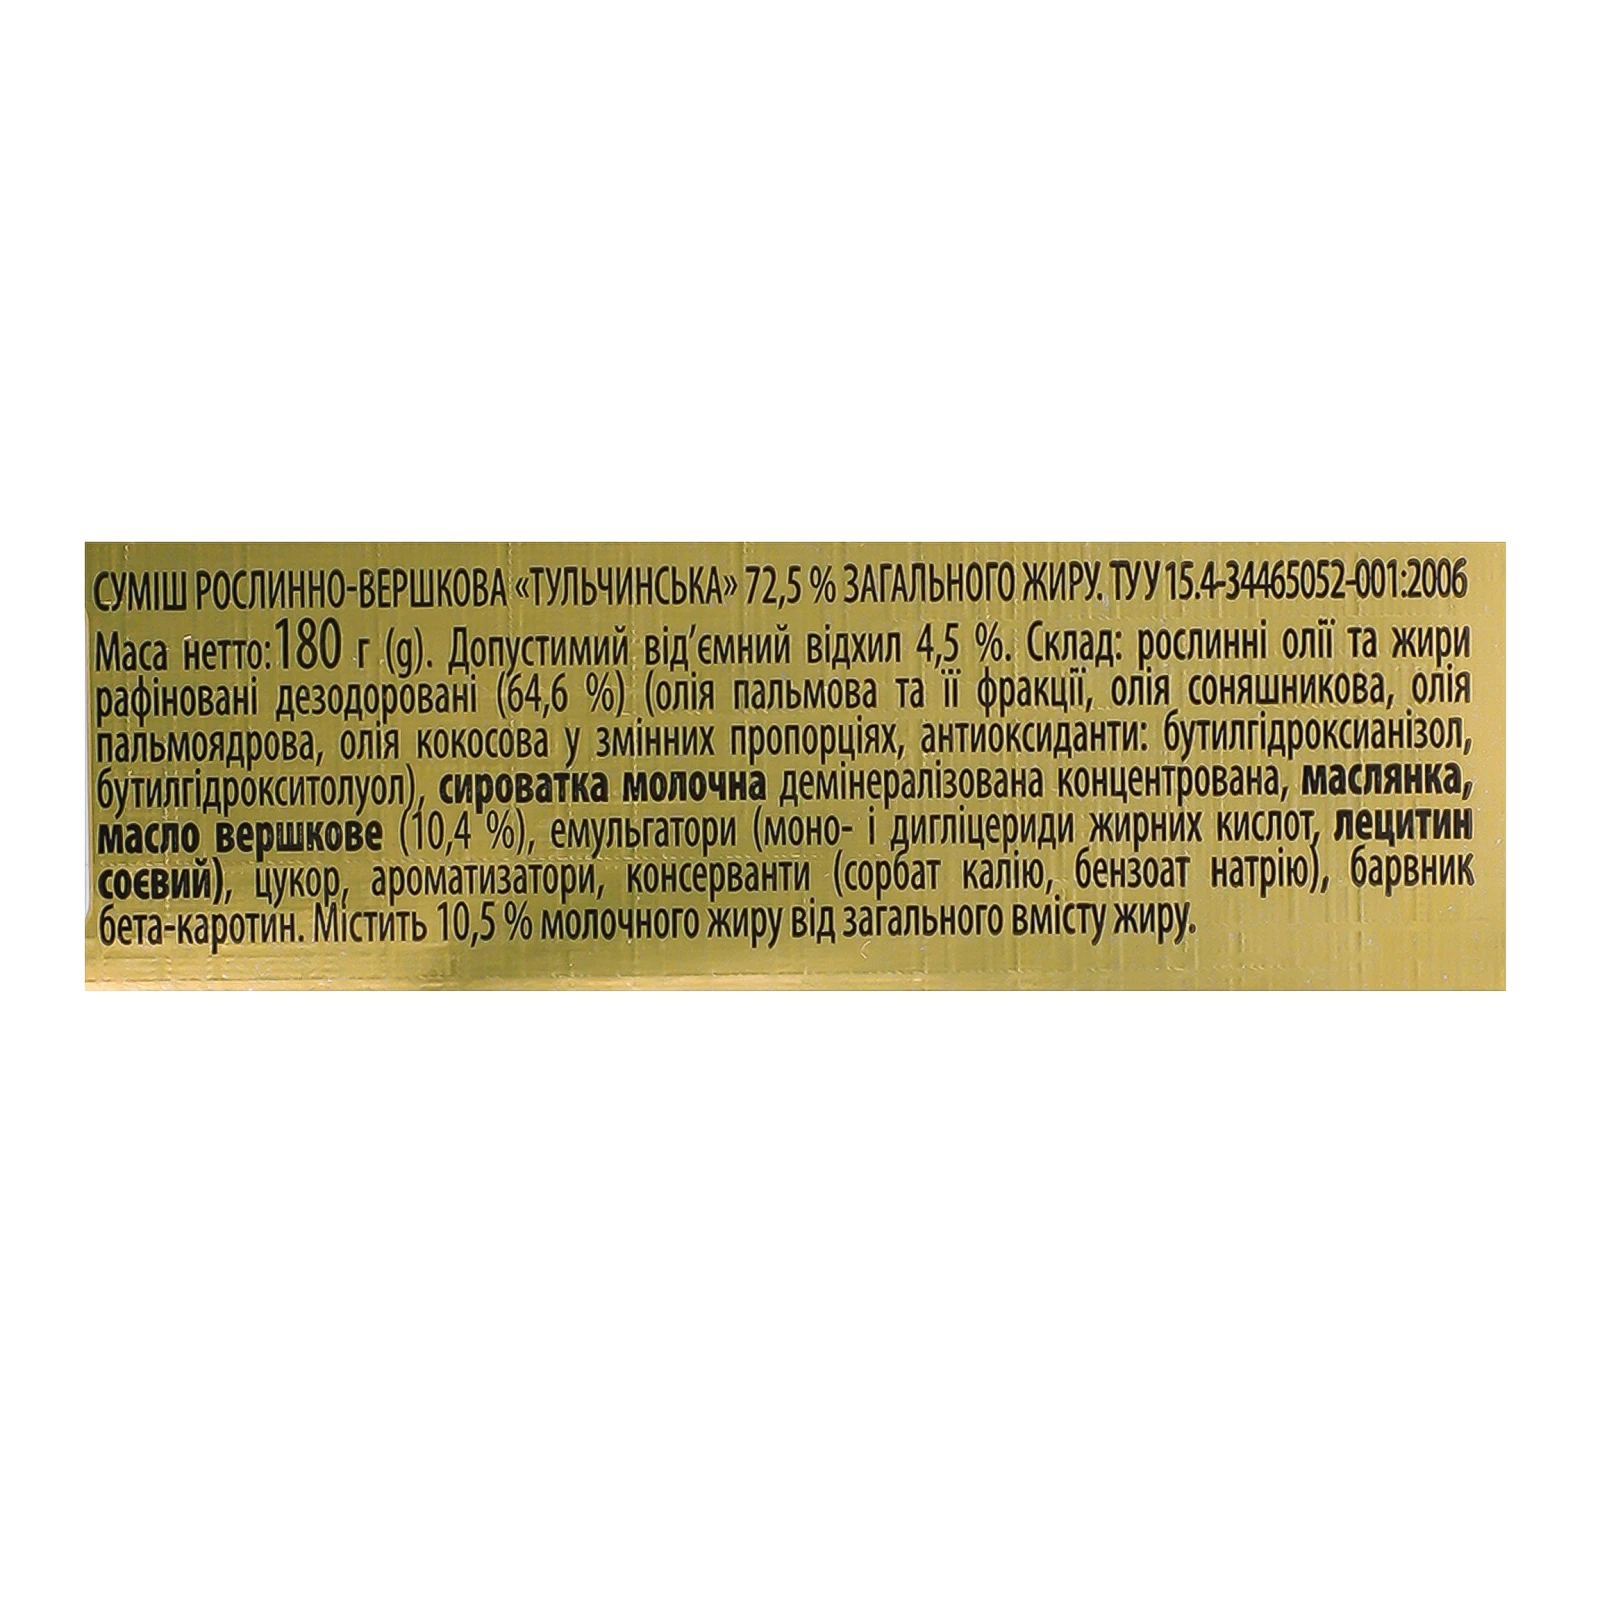 СУМІШ РОСЛИННО-ВЕРШКОВА «ТУЛЬЧИНСЬКА» 72,5 % ЗАГАЛЬНОГО ЖИРУ. ТУ У 15.4-34465052-001:2006
Маса нетто: 180 г (g). Допустимий від’ємний відхил 4,5 %. Склад: рослинні олії та жири
рафіновані дезодоровані (64,6 %) (олія пальмова та її фракції, олія соняшникова, олія
пальмоядрова, олія кокосова у змінних пропорціях, антиоксиданти: бутилгідроксианізол,
бутилгідрокситолуол), сироватка молочна демінералізована концентрована, маслянка,
масло вершкове (10,4 %), емульгатори (моно- і дигліцериди жирних кислот, лецитин
соєвий), цукор, ароматизатори, консерванти (сорбат калію, бензоат натрію), барвник
бета-каротин. Містить 10,5 % молочного жиру від загального вмісту жиру.